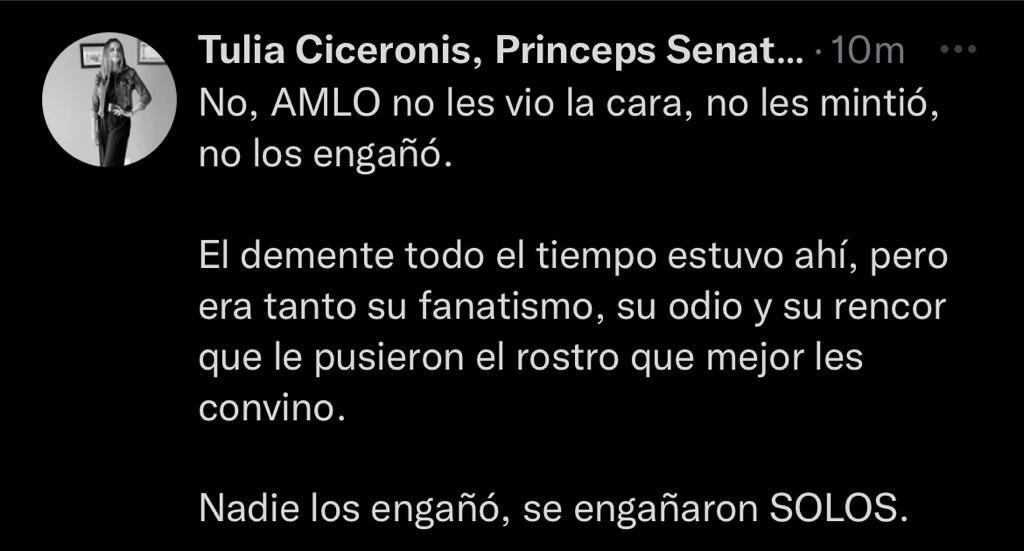 Tulia Ciceronis, Princeps Senat... · 10m
No, AMLO no les vio la cara, no les mintió,
no los engañó.
El demente todo el tiempo estuvo ahí, pero
era tanto su fanatismo, su odio y su rencor
que le pusieron el rostro que mejor les
convino.
Nadie los engañó, se engañaron SOLOS.